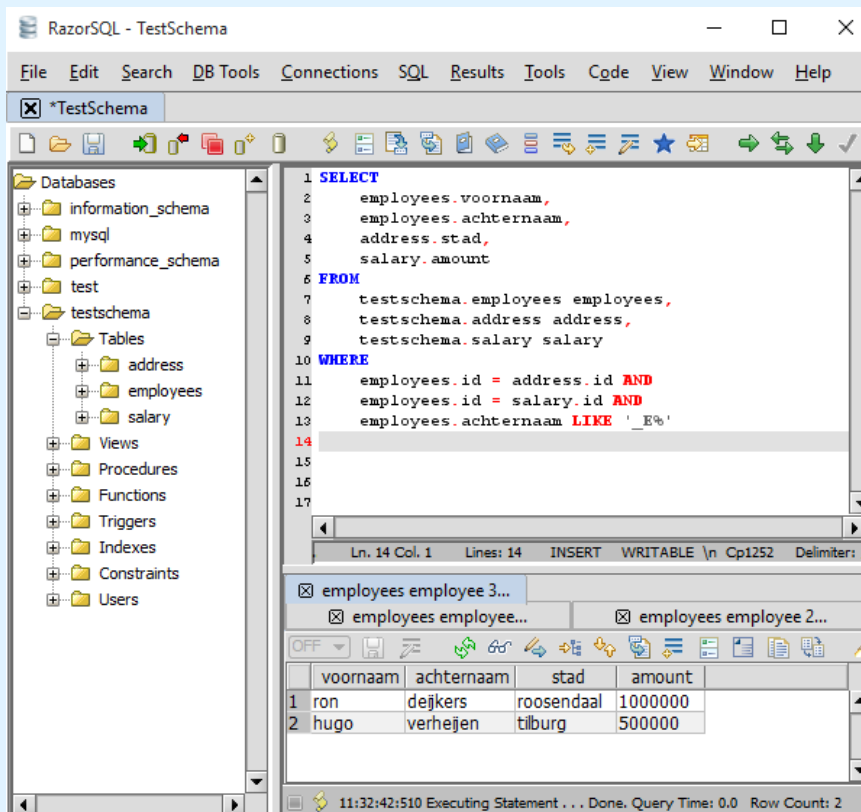 RazorSQL - TestSchema
File Edit Search DB Tools Connections SQL Results Tools Code View Window Help
*TestSchema
Databases
information_schema
mysql
performance_schema
test
testschema
Tables
address
employees
salary
Views
Procedures
Functions
Triggers
Indexes
Constraints
Users
1 SELECT
2 employees.voornaam,
3 employees.achternaam,
4 address.stad,
5 salary.amount
6 FROM
7 testschema.employees employees,
8 testschema.address address,
9 testschema.salary salary
10 WHERE
11 employees.id = address.id AND
12 employees.id = salary.id AND
13 employees.achternaam LIKE '_E%'
14
15
16
17
Ln. 14 Col. 1 Lines: 14 INSERT WRITABLE \n Cp1252 Delimiter:
employees employee 3...
employees employee... employees employee 2...
OFF
voornaam achternaam stad amount
1 ron deijkers roosendaal 1000000
2 hugo verheijen tilburg 500000
11:32:42:510 Executing Statement . . . Done. Query Time: 0.0 Row Count: 2